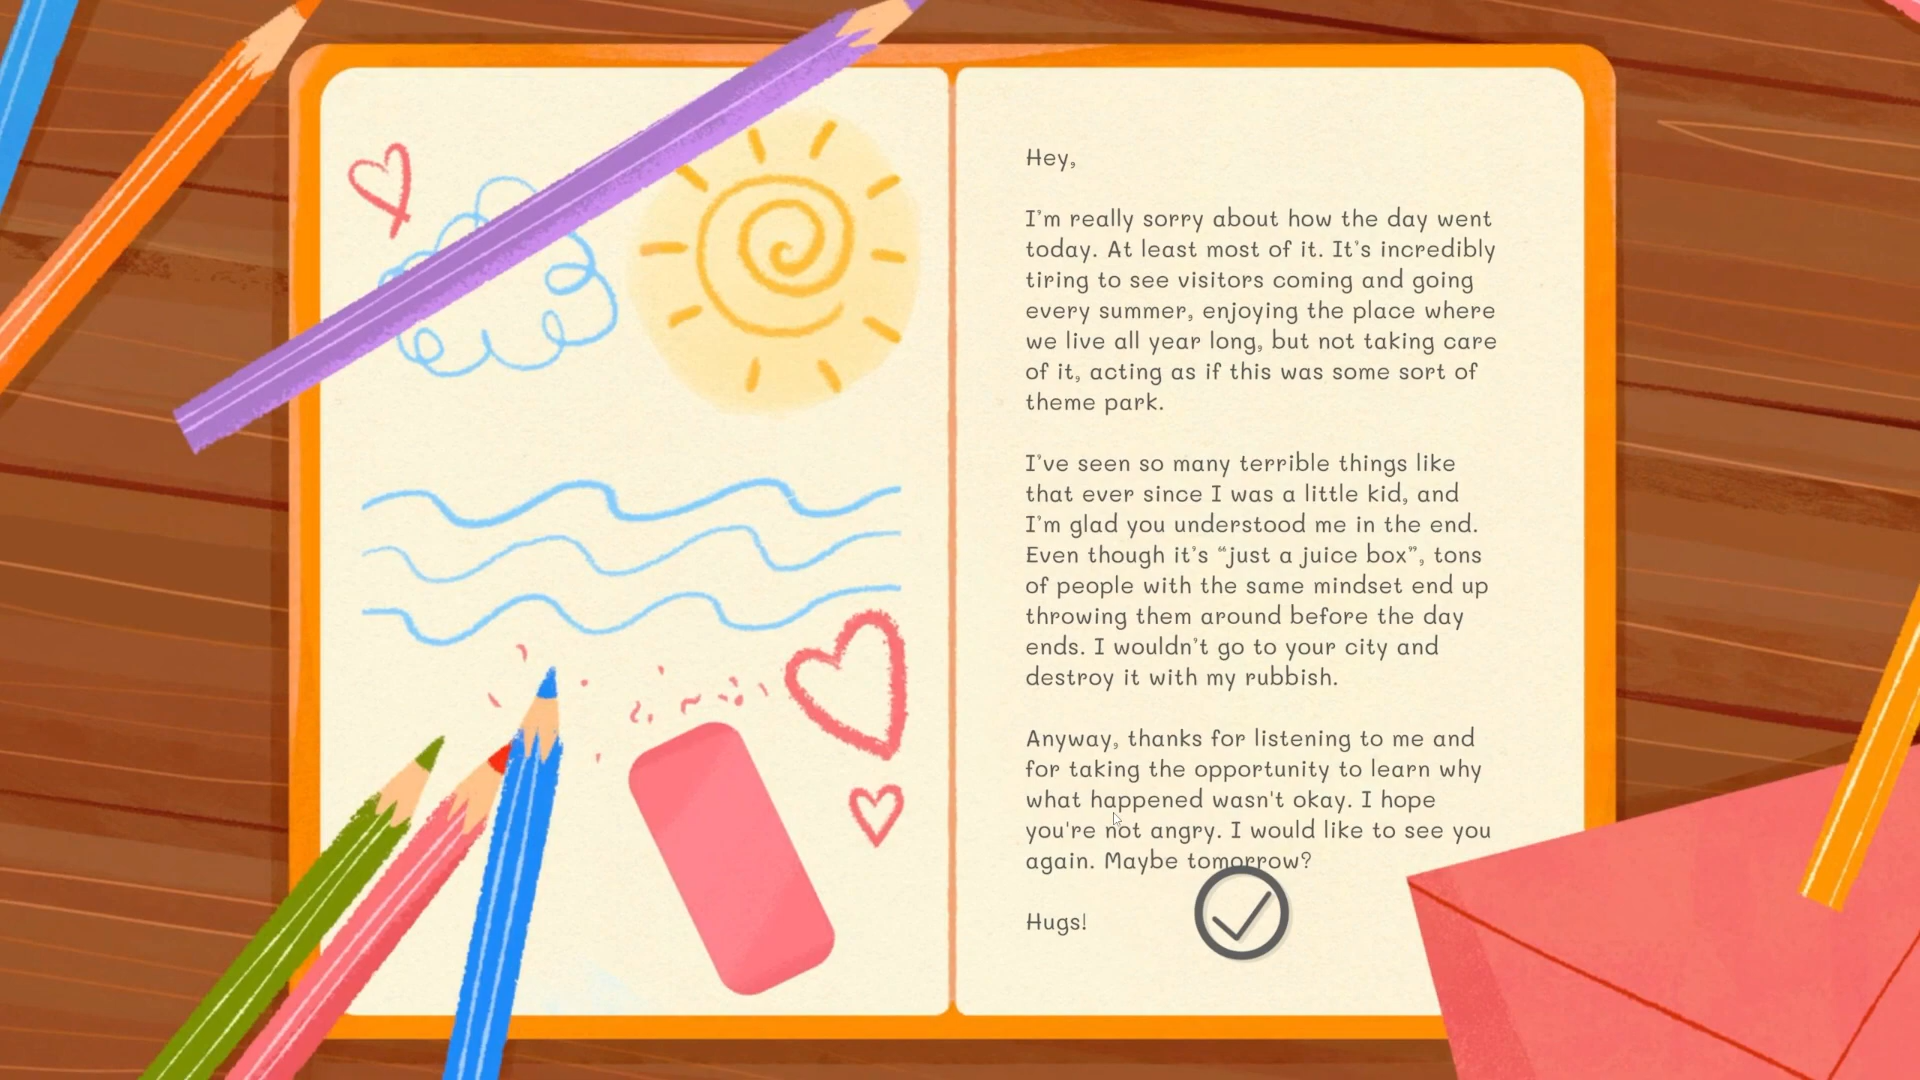 Hey,
I'm really sorry about how the day went
today. At least most of it. It's incredibly
tiring to see visitors coming and going
every summer, enjoying the place where
we live all year long, but not taking care
of it, acting as if this was some sort of
theme park.
I've seen so many terrible things like
that ever since I was a little kid, and
I'm glad you understood me in the end.
Even though it's “just a juice box”, tons
of people with the same mindset end up
throwing them around before the day
ends. I wouldn't go to your city and
destroy it with my rubbish.
Anyway, thanks for listening to me and
for taking the opportunity to learn why
what happened wasn't okay. I hope
you're not angry. I would like to see you
again. Maybe tomorrow?
Hugs!